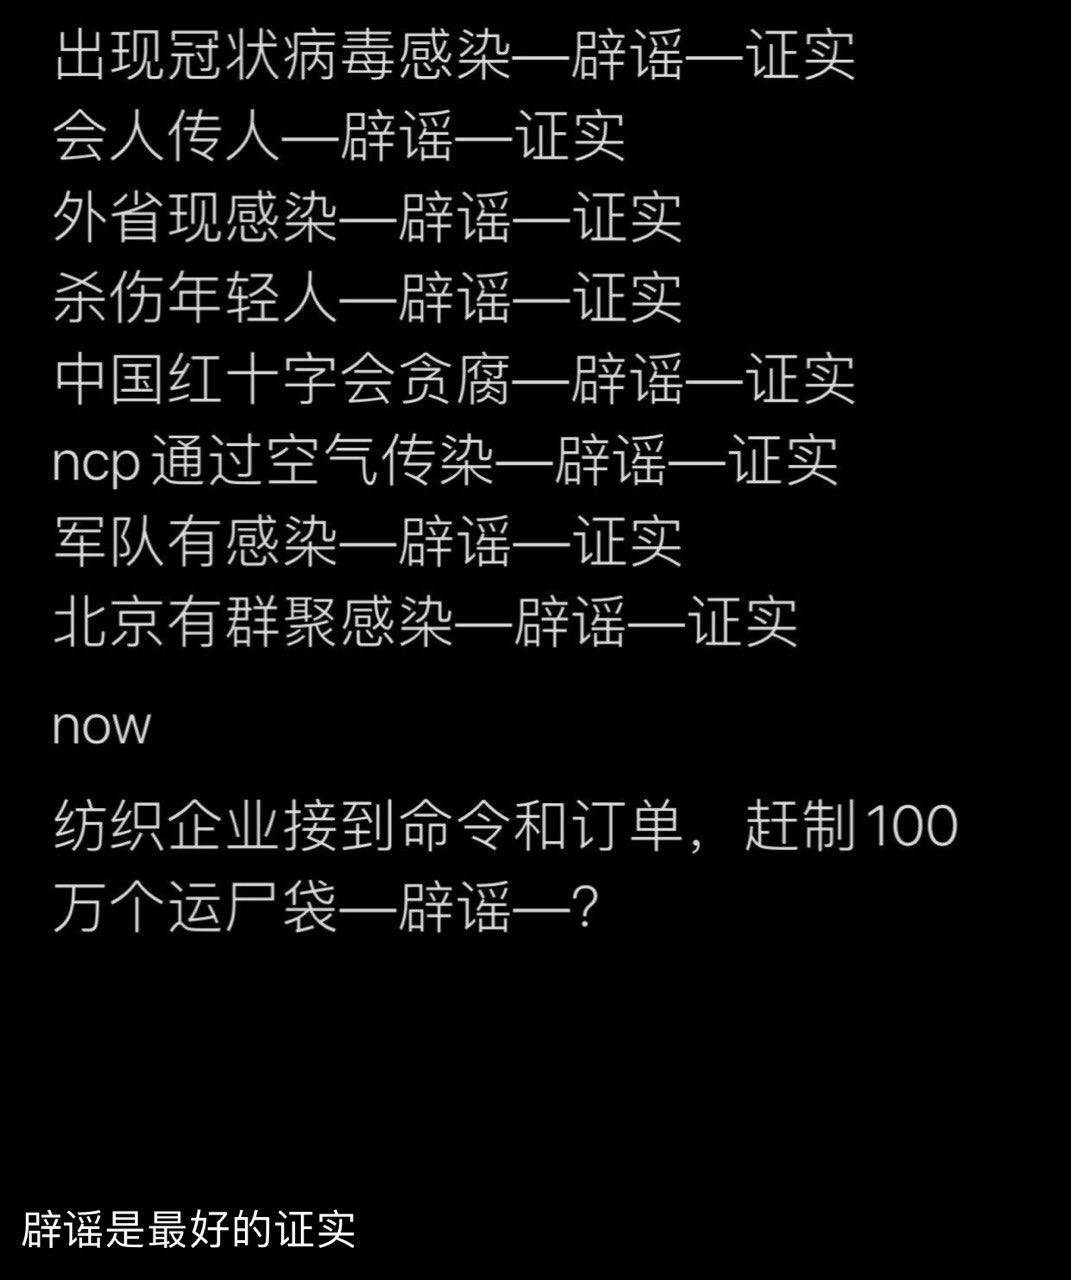 出现冠状病毒感染—辟谣—证实
会人传人—辟谣—证实
外省现感染—辟谣—证实
杀伤年轻人—辟谣—证实
中国红十字会贪腐—辟谣—证实
ncp通过空气传染—辟谣—证实
军队有感染—辟谣—证实
北京有群聚感染—辟谣—证实
now
纺织企业接到命令和订单，赶制100
万个运尸袋—辟谣—?
辟谣是最好的证实